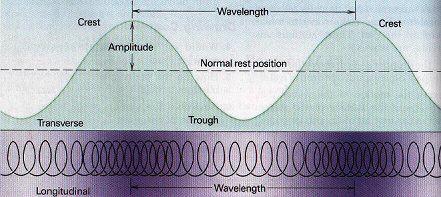 Wavelength
Crest
Crest
Amplitude
Normal rest position
Transverse
Trough
Longitudinal
Wavelength